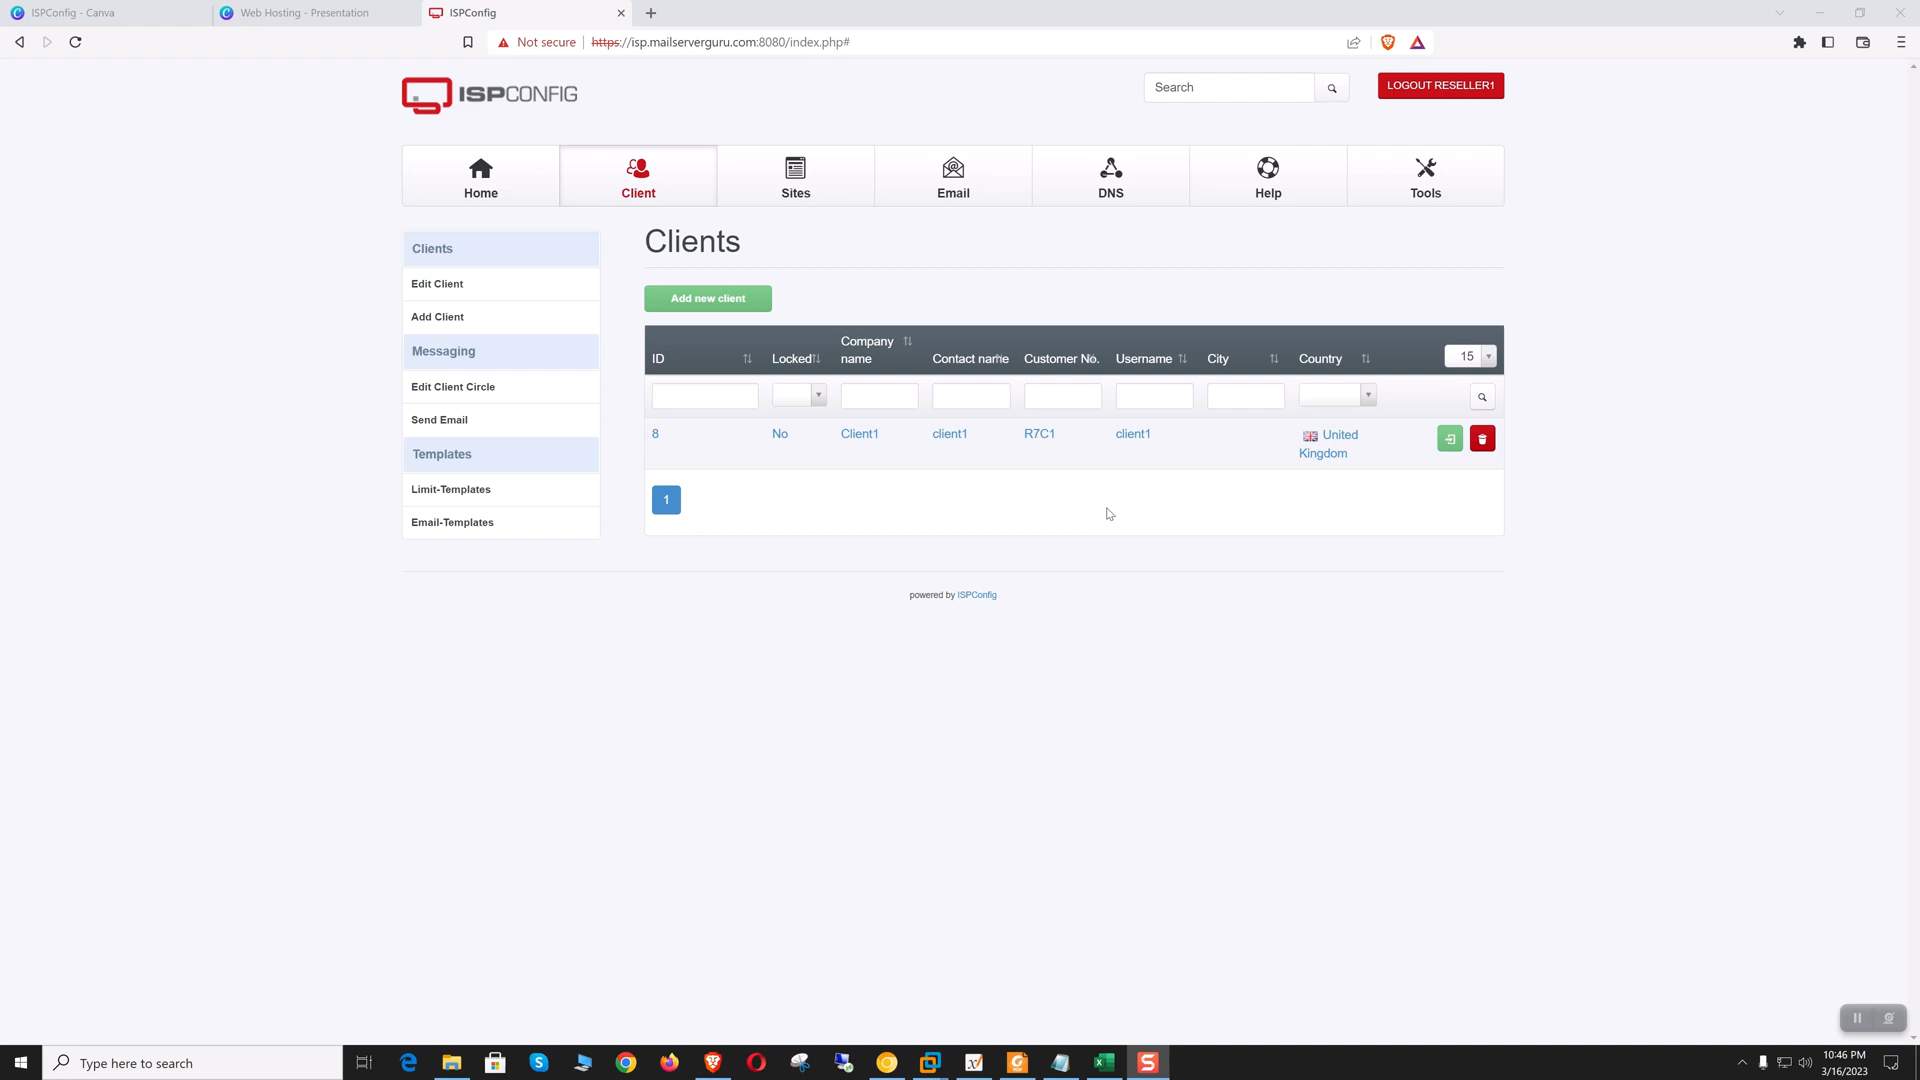 ISPConfig - Canva
Web Hosting - Presentation
ISPConfig
Not secure
https://isp.mailserverguru.com:8080/index.php#
ISPCONFIG
Search
LOGOUT RESELLER1
Home
Client
Sites
Email
DNS
Help
Tools
Clients
Edit Client
Add Client
Messaging
Edit Client Circle
Send Email
Templates
Limit-Templates
Email-Templates
Clients
Add new client
ID
Locked
Company
name
Contact name
Customer No.
Username
City
Country
15
8
No
Client1
client1
R7C1
client1
United
Kingdom
1
powered by ISPConfig
Type here to search
10:46 PM
3/16/2023